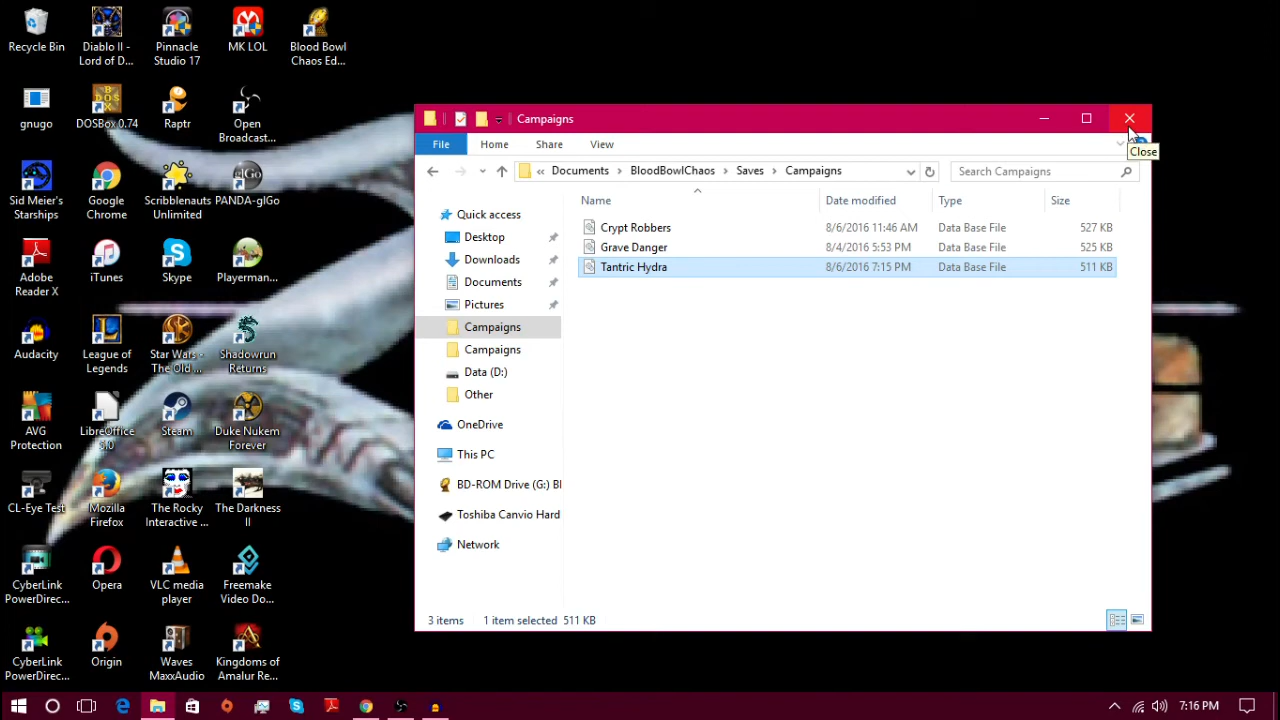 Recycle Bin
Diablo II -
Lord of D...
Pinnacle
Studio 17
MK LOL
Blood Bowl
Chaos Ed...
gnugo
DOSBox 0.74
Raptr
Open
Broadcast...
Sid Meier's
Starships
Google
Chrome
Scribblenauts
Unlimited
PANDA-glGo
Adobe
Reader X
iTunes
Skype
Playerman...
Audacity
League of
Legends
Star Wars -
The Old ...
Shadowrun
Returns
AVG
Protection
LibreOffice
5.0
Steam
Duke Nukem
Forever
CL-Eye Test
Mozilla
Firefox
The Rocky
Interactive ...
The Darkness
II
CyberLink
PowerDirec...
Opera
VLC media
player
Freemake
Video Do...
CyberLink
PowerDirec...
Origin
Waves
MaxxAudio
Kingdoms of
Amalur Re...
Campaigns
File Home Share View
Close
« Documents > BloodBowlChaos > Saves > Campaigns
Search Campaigns
Name Date modified Type Size
Crypt Robbers 8/6/2016 11:46 AM Data Base File 527 KB
Grave Danger 8/4/2016 5:53 PM Data Base File 525 KB
Tantric Hydra 8/6/2016 7:15 PM Data Base File 511 KB
Quick access
Desktop
Downloads
Documents
Pictures
Campaigns
Campaigns
Data (D:)
Other
OneDrive
This PC
BD-ROM Drive (G:) Bl
Toshiba Canvio Hard
Network
3 items 1 item selected 511 KB
7:16 PM